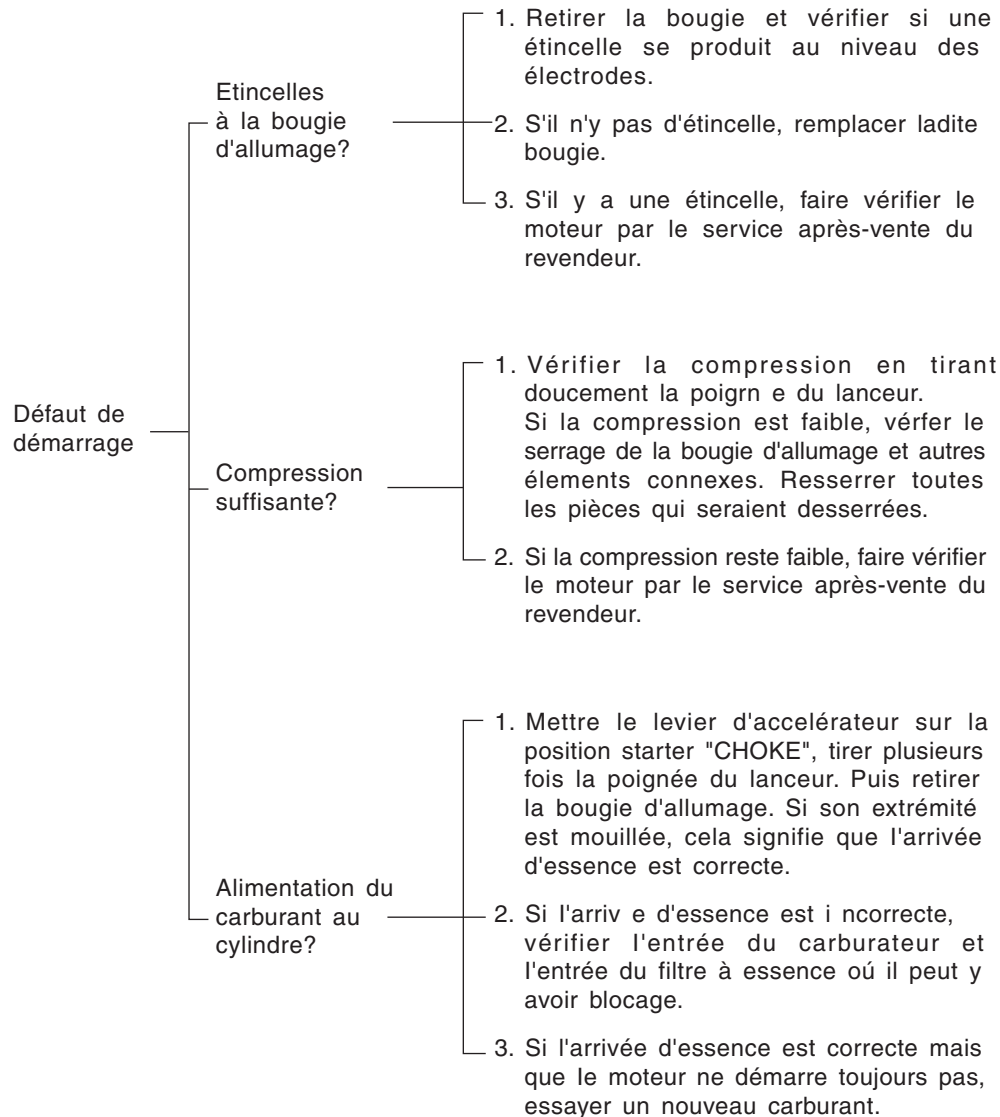 Défaut de
démarrage
Etincelles
à la bougie
d'allumage?
1. Retirer la bougie et vérifier si une
étincelle se produit au niveau des
électrodes.
2. S'il n'y pas d'étincelle, remplacer ladite
bougie.
3. S'il y a une étincelle, faire vérifier le
moteur par le service après-vente du
revendeur.
Compression
suffisante?
1. Vérifier la compression en tirant
doucement la poigrn e du lanceur.
Si la compression est faible, vérfer le
serrage de la bougie d'allumage et autres
élements connexes. Resserrer toutes
les pièces qui seraient desserrées.
2. Si la compression reste faible, faire vérifier
le moteur par le service après-vente du
revendeur.
Alimentation du
carburant au
cylindre?
1. Mettre le levier d'accelérateur sur la
position starter "CHOKE", tirer plusieurs
fois la poignée du lanceur. Puis retirer
la bougie d'allumage. Si son extrémité
est mouillée, cela signifie que l'arrivée
d'essence est correcte.
2. Si l'arriv e d'essence est i ncorrecte,
vérifier l'entrée du carburateur et
l'entrée du filtre à essence oú il peut y
avoir blocage.
3. Si l'arrivée d'essence est correcte mais
que le moteur ne démarre toujours pas,
essayer un nouveau carburant.